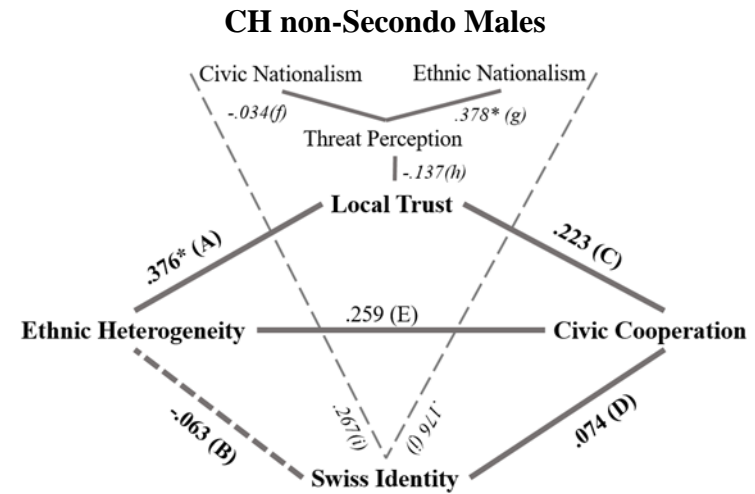 CH non-Secondo Males
Civic Nationalism
Ethnic Nationalism
-.034(f)
.378* (g)
Threat Perception
-.137(h)
Local Trust
.376* (A)
.223 (C)
.259 (E)
Ethnic Heterogeneity
Civic Cooperation
.267(i)
.176 (j)
-.063 (B)
.074 (D)
Swiss Identity